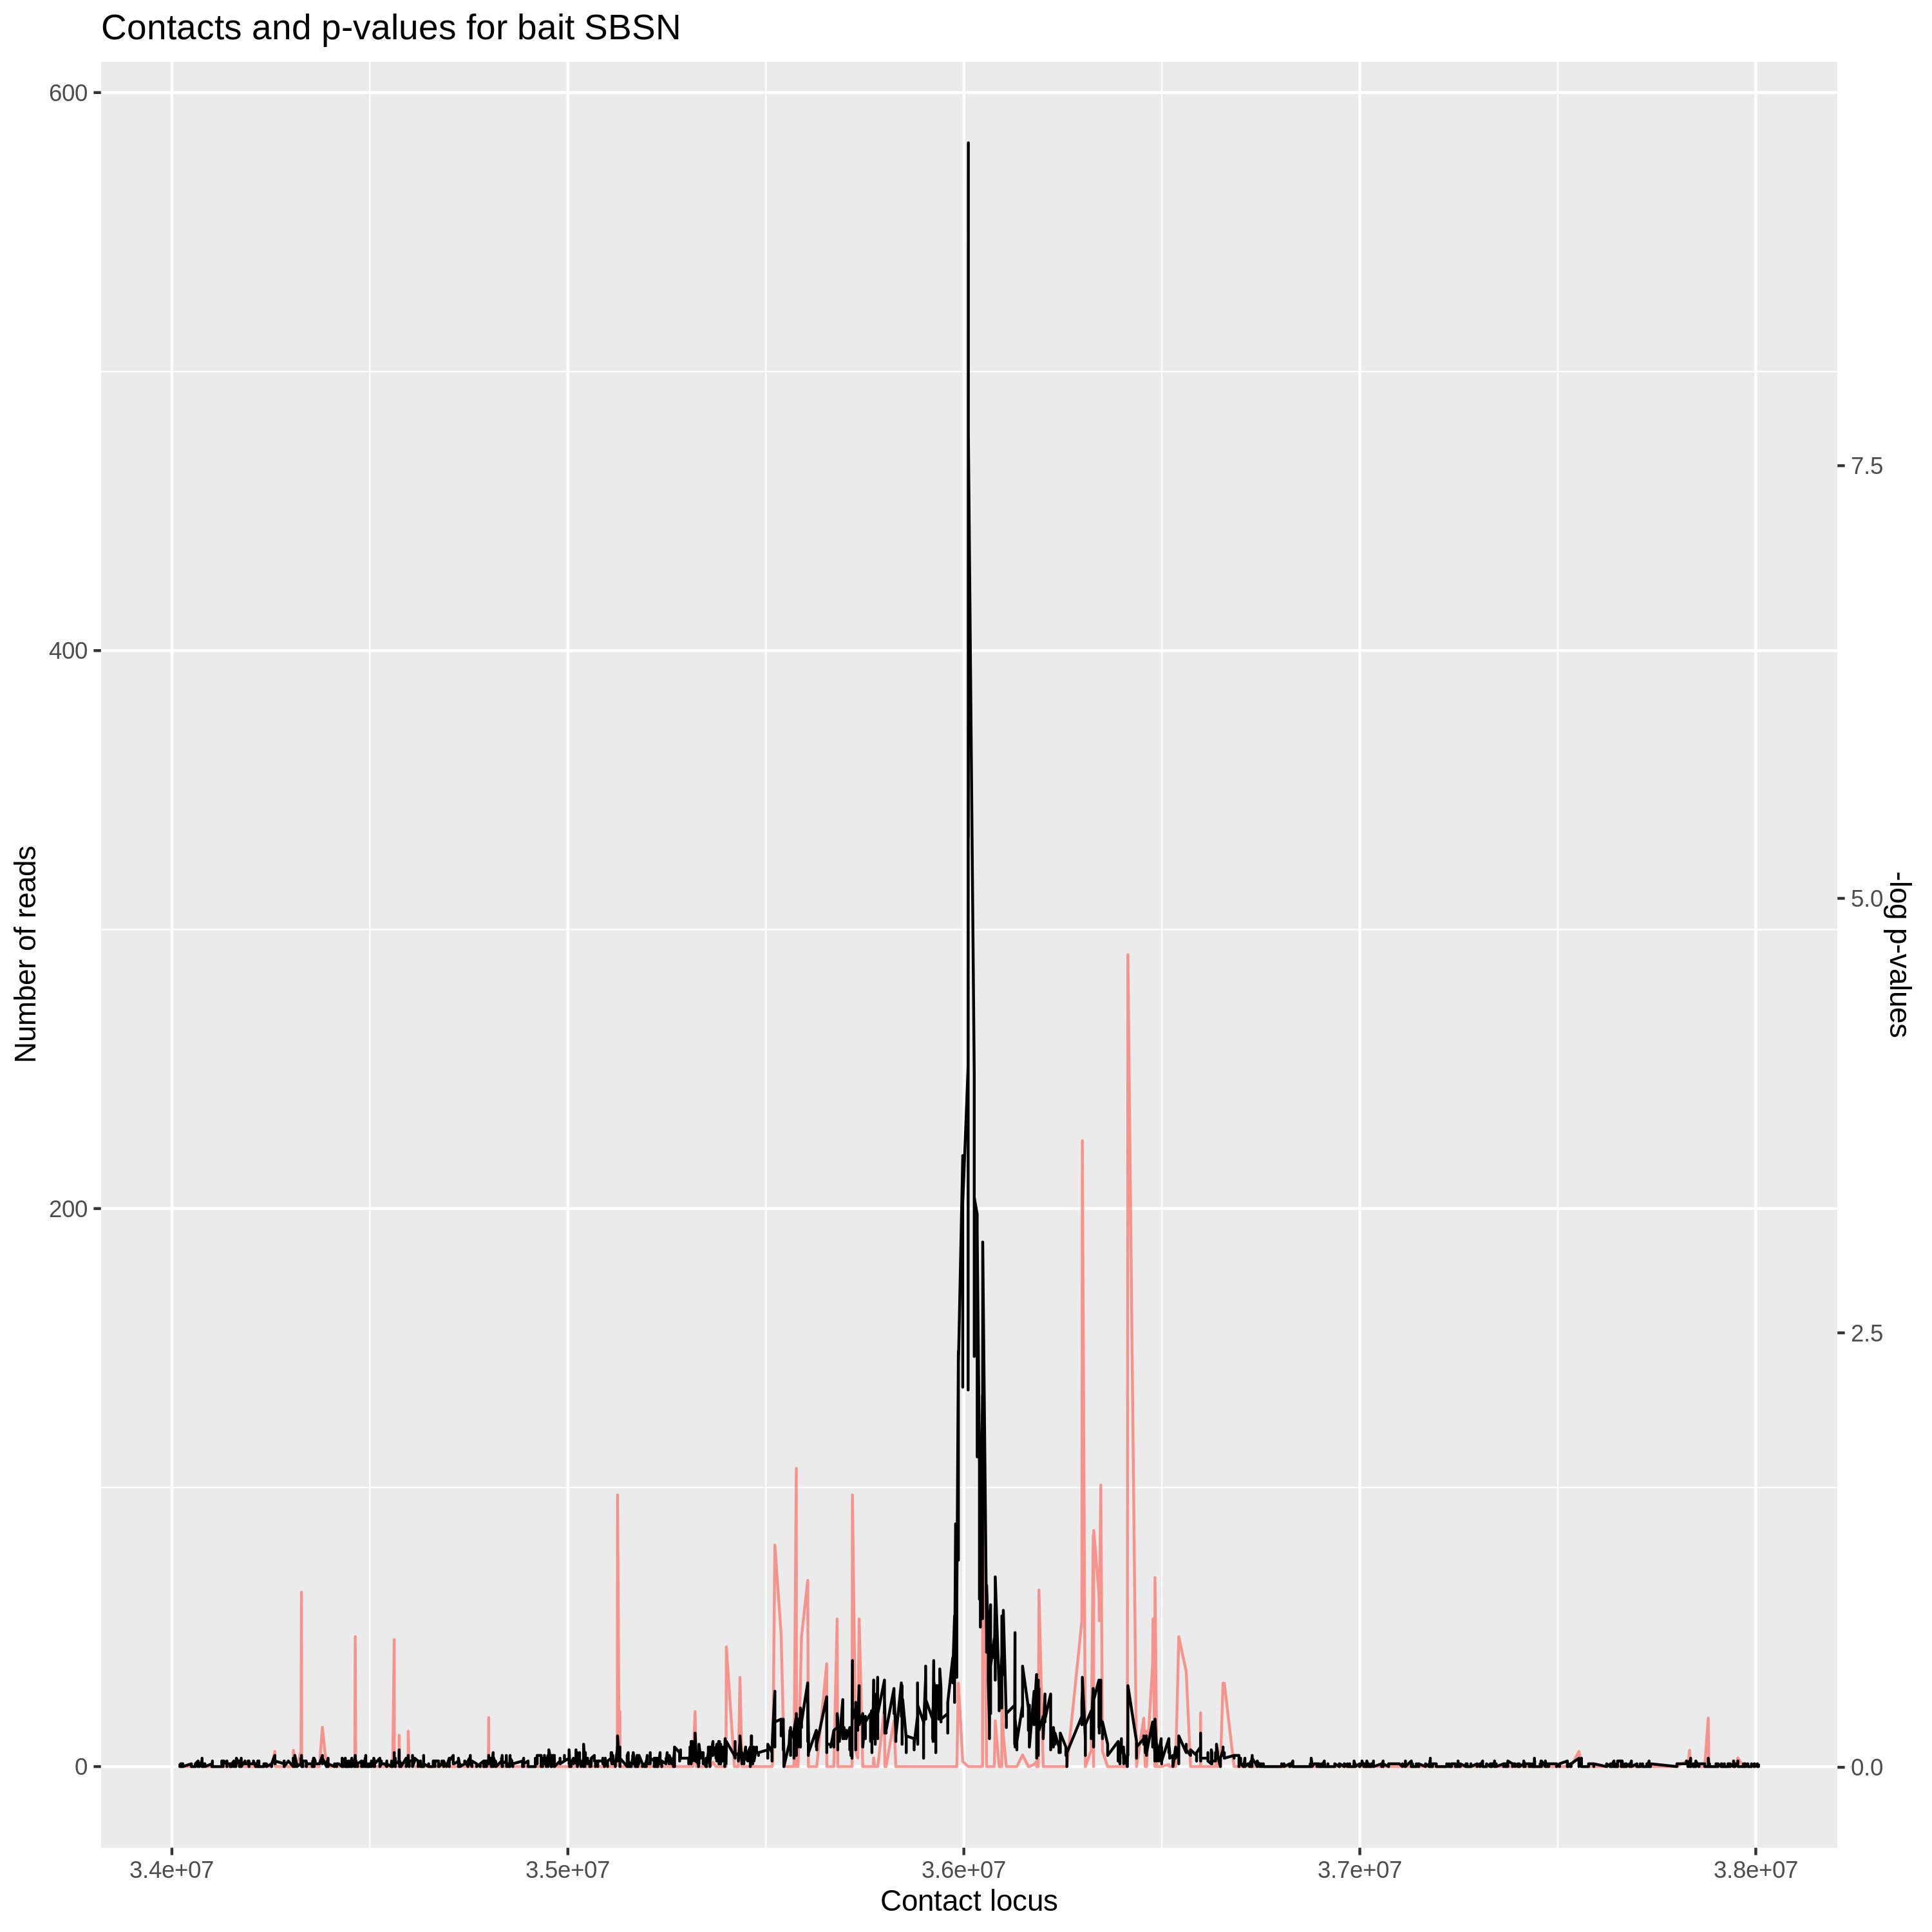 Contacts and p-values for bait SBSN
600
400
200
0
7.5
5.0
2.5
0.0
Number of reads
-log p-values
3.4e+07 3.5e+07 3.6e+07 3.7e+07 3.8e+07
Contact locus